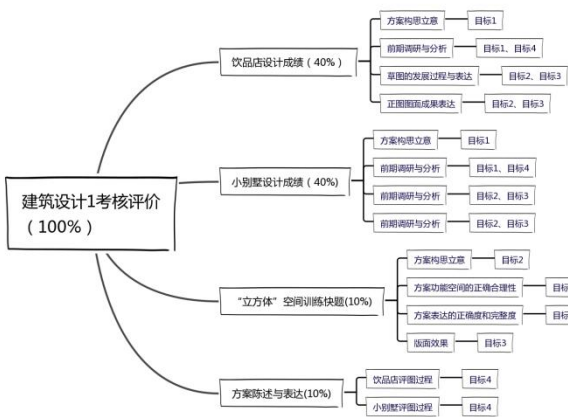 建筑设计1考核评价
（100%）
饮品店设计成绩（40%）
方案构思立意 目标1
前期调研与分析 目标1、目标4
草图的发展过程与表达 目标2、目标3
正图图面成果表达 目标2、目标3
小别墅设计成绩（40%）
方案构思立意 目标1
前期调研与分析 目标1、目标4
前期调研与分析 目标2、目标3
前期调研与分析 目标2、目标3
“立方体”空间训练快题(10%)
方案构思立意 目标2
方案功能空间的正确合理性 目标
方案表达的正确度和完整度 目标
版面效果 目标3
方案陈述与表达(10%)
饮品店评图过程 目标4
小别墅评图过程 目标4